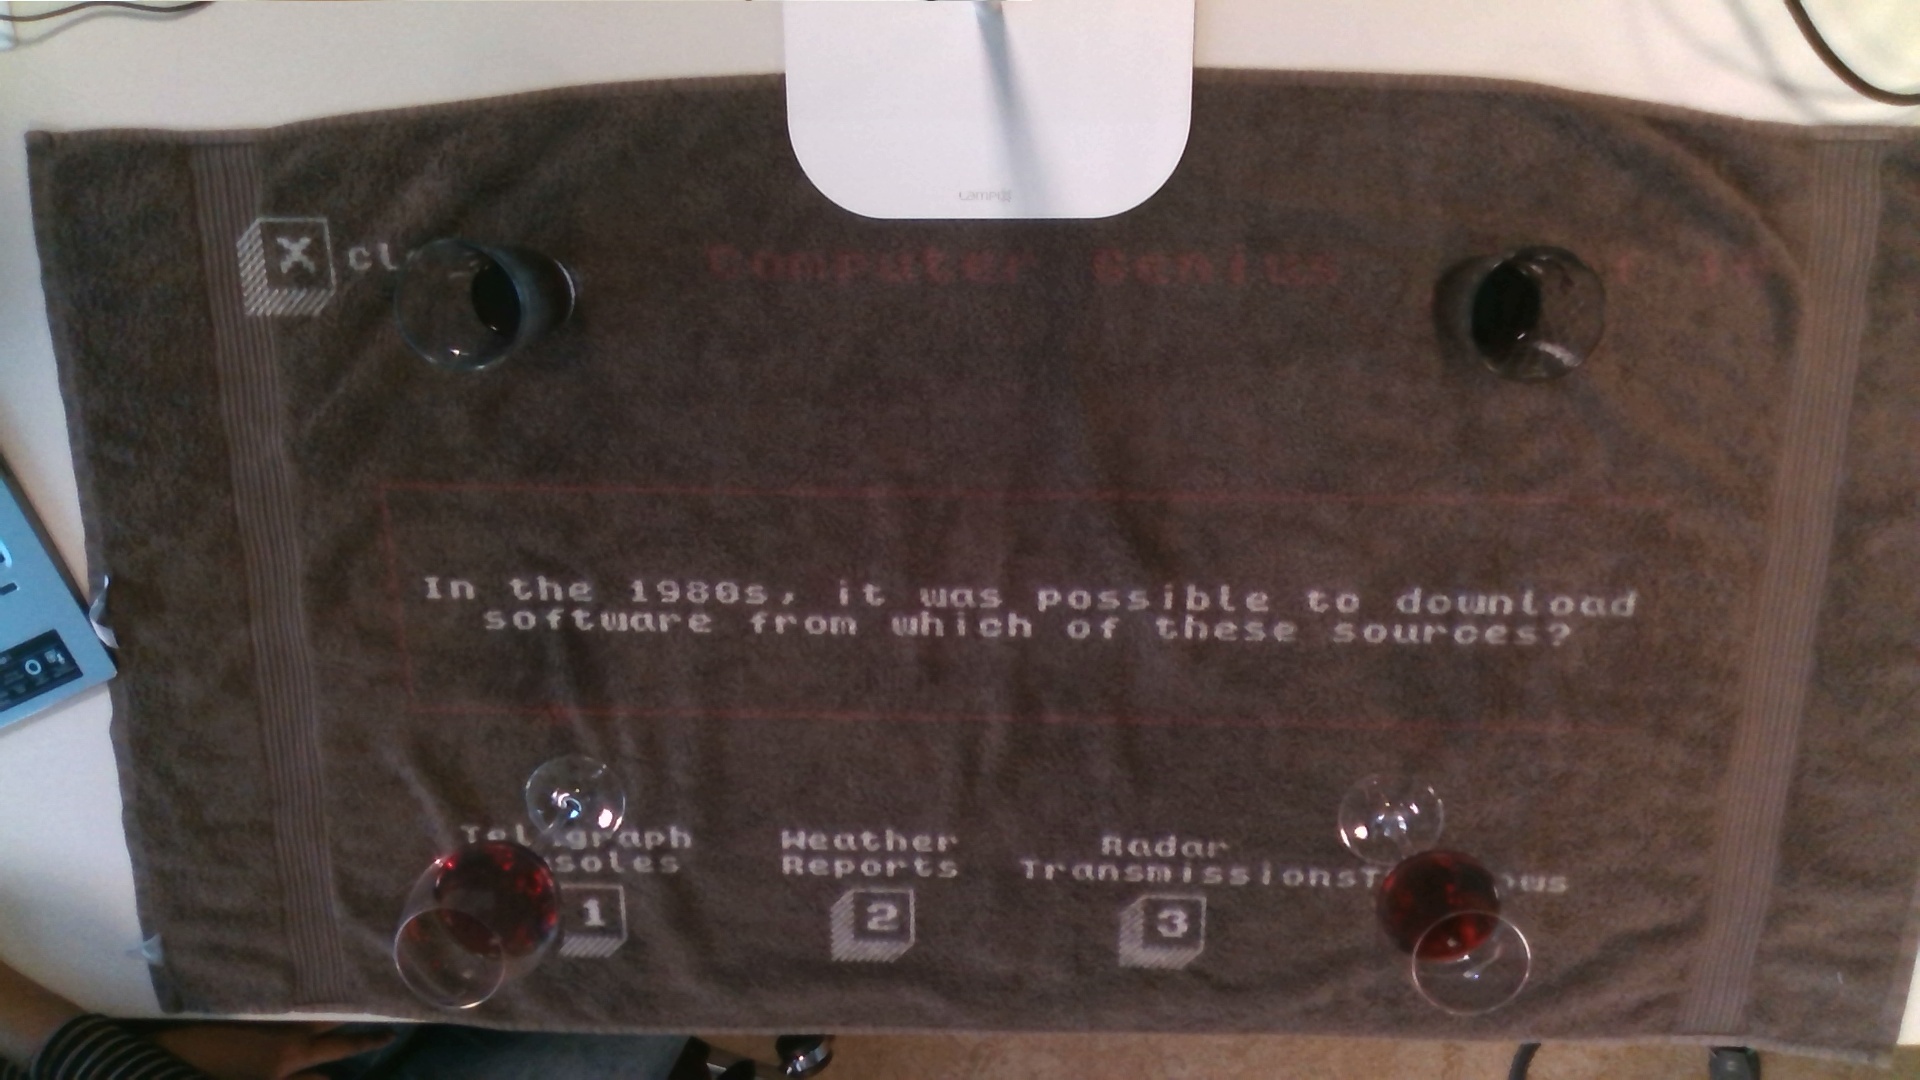 X
Computer Genius
In the 1980s, it was possible to download
software from which of these sources?
Weather
Reports
Radar
Transmissions
1
2
3